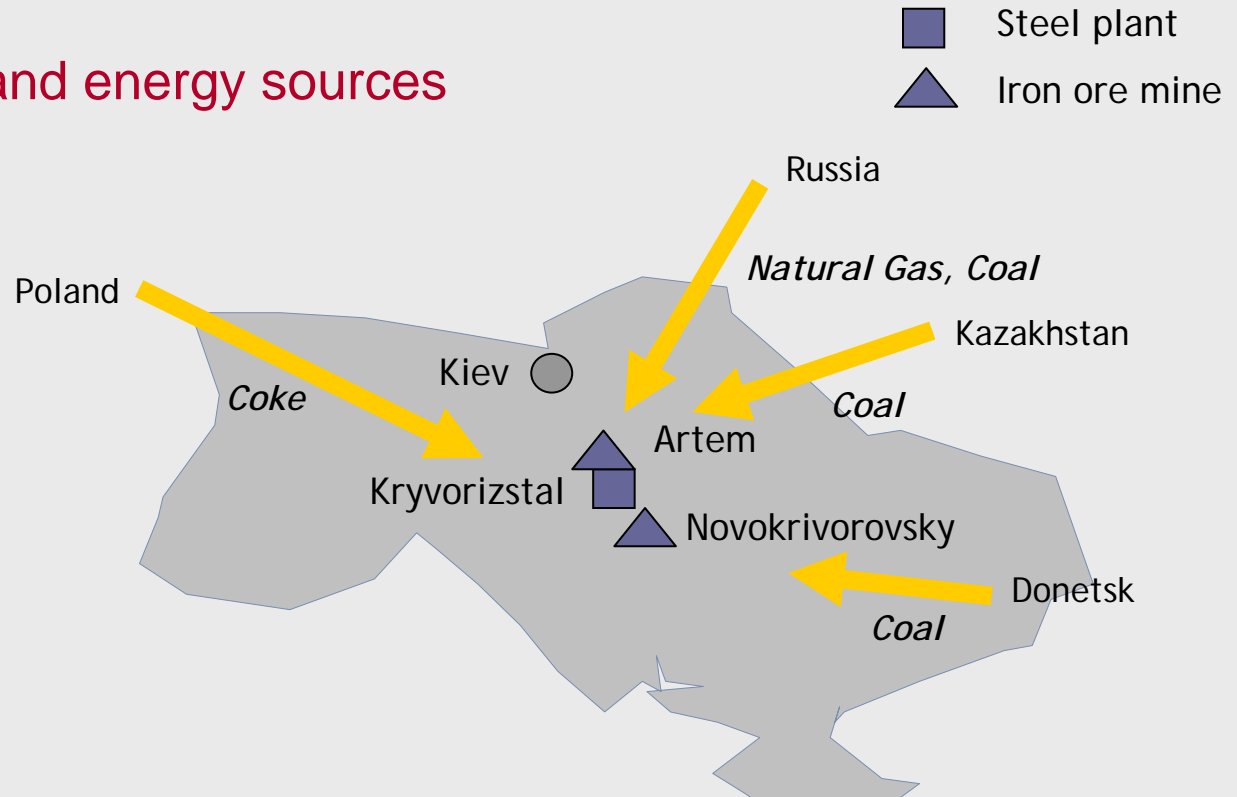 Steel plant
and energy sources
Iron ore mine
Russia
Natural Gas, Coal
Poland
Kazakhstan
Kiev
Coke
Coal
Artem
Kryvorizstal
Novokrivorovsky
Donetsk
Coal